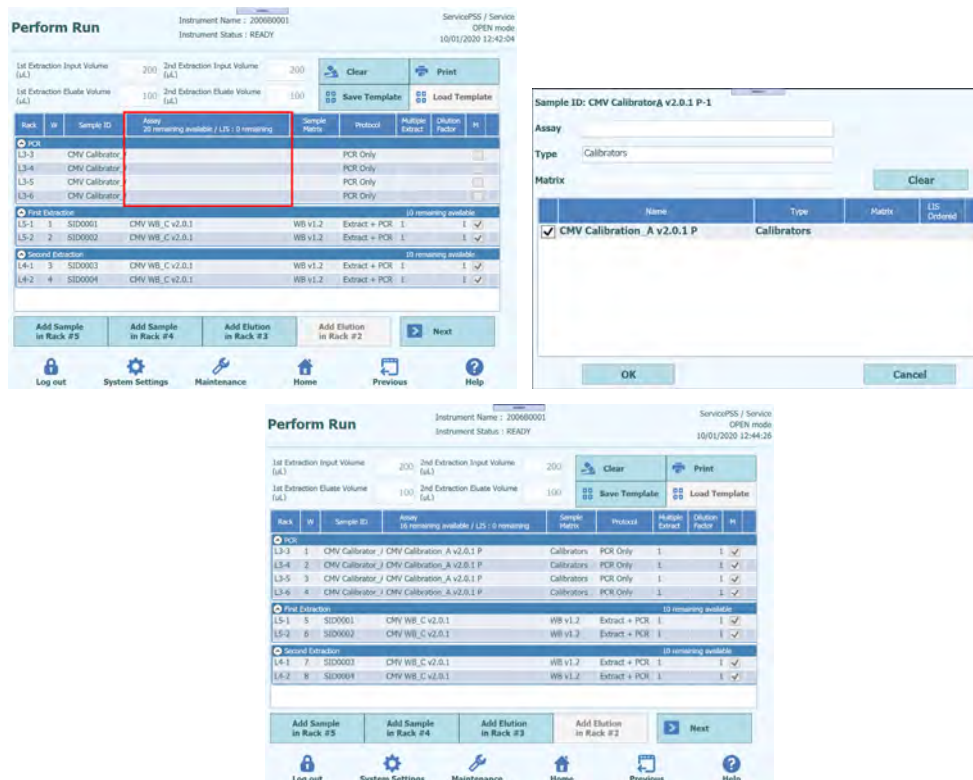 Perform Run
Instrument Name : 200680001
Instrument Status : READY
ServicePSS / Service
OPEN mode
10/01/2020 12:42:04
1st Extraction Input Volume (uL) 200 2nd Extraction Input Volume (uL) 200 Clear Print
1st Extraction Eluate Volume (uL) 100 2nd Extraction Eluate Volume (uL) 100 Save Template Load Template
Rack W Sample ID Assay Sample Matrix Protocol Multiple Extract Dilution Factor M
20 remaining available / LIS : 0 remaining
PCR
L3-3 CMV Calibrator_ PCR Only
L3-4 CMV Calibrator_ PCR Only
L3-5 CMV Calibrator_ PCR Only
L3-6 CMV Calibrator_ PCR Only
First Extraction 10 remaining available
L5-1 1 SID0001 CMV WB_C v2.0.1 WB v1.2 Extract + PCR 1 1
L5-2 2 SID0002 CMV WB_C v2.0.1 WB v1.2 Extract + PCR 1 1
Second Extraction 10 remaining available
L4-1 3 SID0003 CMV WB_C v2.0.1 WB v1.2 Extract + PCR 1 1
L4-2 4 SID0004 CMV WB_C v2.0.1 WB v1.2 Extract + PCR 1 1
Add Sample in Rack #5 Add Sample in Rack #4 Add Elution in Rack #3 Add Elution in Rack #2 Next
Log out System Settings Maintenance Home Previous Help
Sample ID: CMV CalibratorA v2.0.1 P-1
Assay
Type Calibrators
Matrix Clear
Name Type Matrix LIS Ordered
CMV Calibration_A v2.0.1 P Calibrators
OK Cancel
Perform Run
Instrument Name : 200680001
Instrument Status : READY
ServicePSS / Service
OPEN mode
10/01/2020 12:44:26
1st Extraction Input Volume (uL) 200 2nd Extraction Input Volume (uL) 200 Clear Print
1st Extraction Eluate Volume (uL) 100 2nd Extraction Eluate Volume (uL) 100 Save Template Load Template
Rack W Sample ID Assay Sample Matrix Protocol Multiple Extract Dilution Factor M
16 remaining available / LIS : 0 remaining
PCR
L3-3 1 CMV Calibrator_ CMV Calibration_A v2.0.1 P Calibrators PCR Only 1 1
L3-4 2 CMV Calibrator_ CMV Calibration_A v2.0.1 P Calibrators PCR Only 1 1
L3-5 3 CMV Calibrator_ CMV Calibration_A v2.0.1 P Calibrators PCR Only 1 1
L3-6 4 CMV Calibrator_ CMV Calibration_A v2.0.1 P Calibrators PCR Only 1 1
First Extraction 10 remaining available
L5-1 5 SID0001 CMV WB_C v2.0.1 WB v1.2 Extract + PCR 1 1
L5-2 6 SID0002 CMV WB_C v2.0.1 WB v1.2 Extract + PCR 1 1
Second Extraction 10 remaining available
L4-1 7 SID0003 CMV WB_C v2.0.1 WB v1.2 Extract + PCR 1 1
L4-2 8 SID0004 CMV WB_C v2.0.1 WB v1.2 Extract + PCR 1 1
Add Sample in Rack #5 Add Sample in Rack #4 Add Elution in Rack #3 Add Elution in Rack #2 Next
Log out System Settings Maintenance Home Previous Help